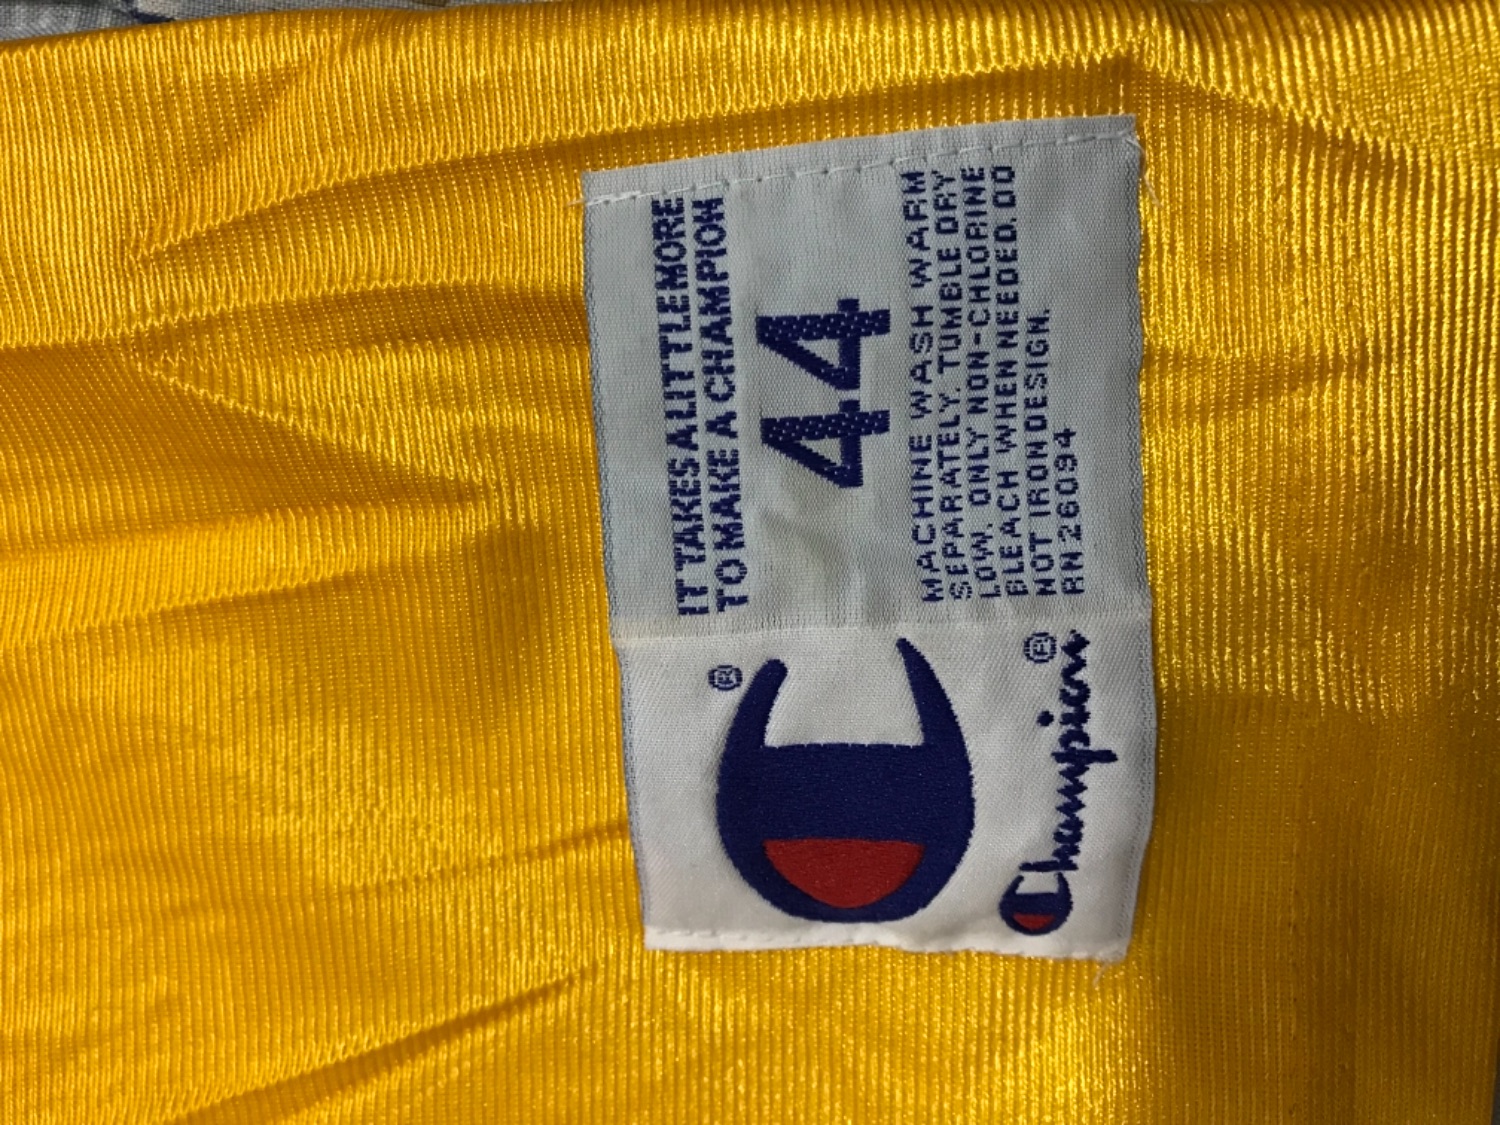 IT TAKES A LITTLE MORE
TO MAKE A CHAMPION
44
MACHINE WASH WARM
SEPARATELY. TUMBLE DRY
LOW. ONLY NON-CHLORINE
BLEACH WHEN NEEDED. DO
NOT IRON DESIGN.
RN 26094
®
Champion®